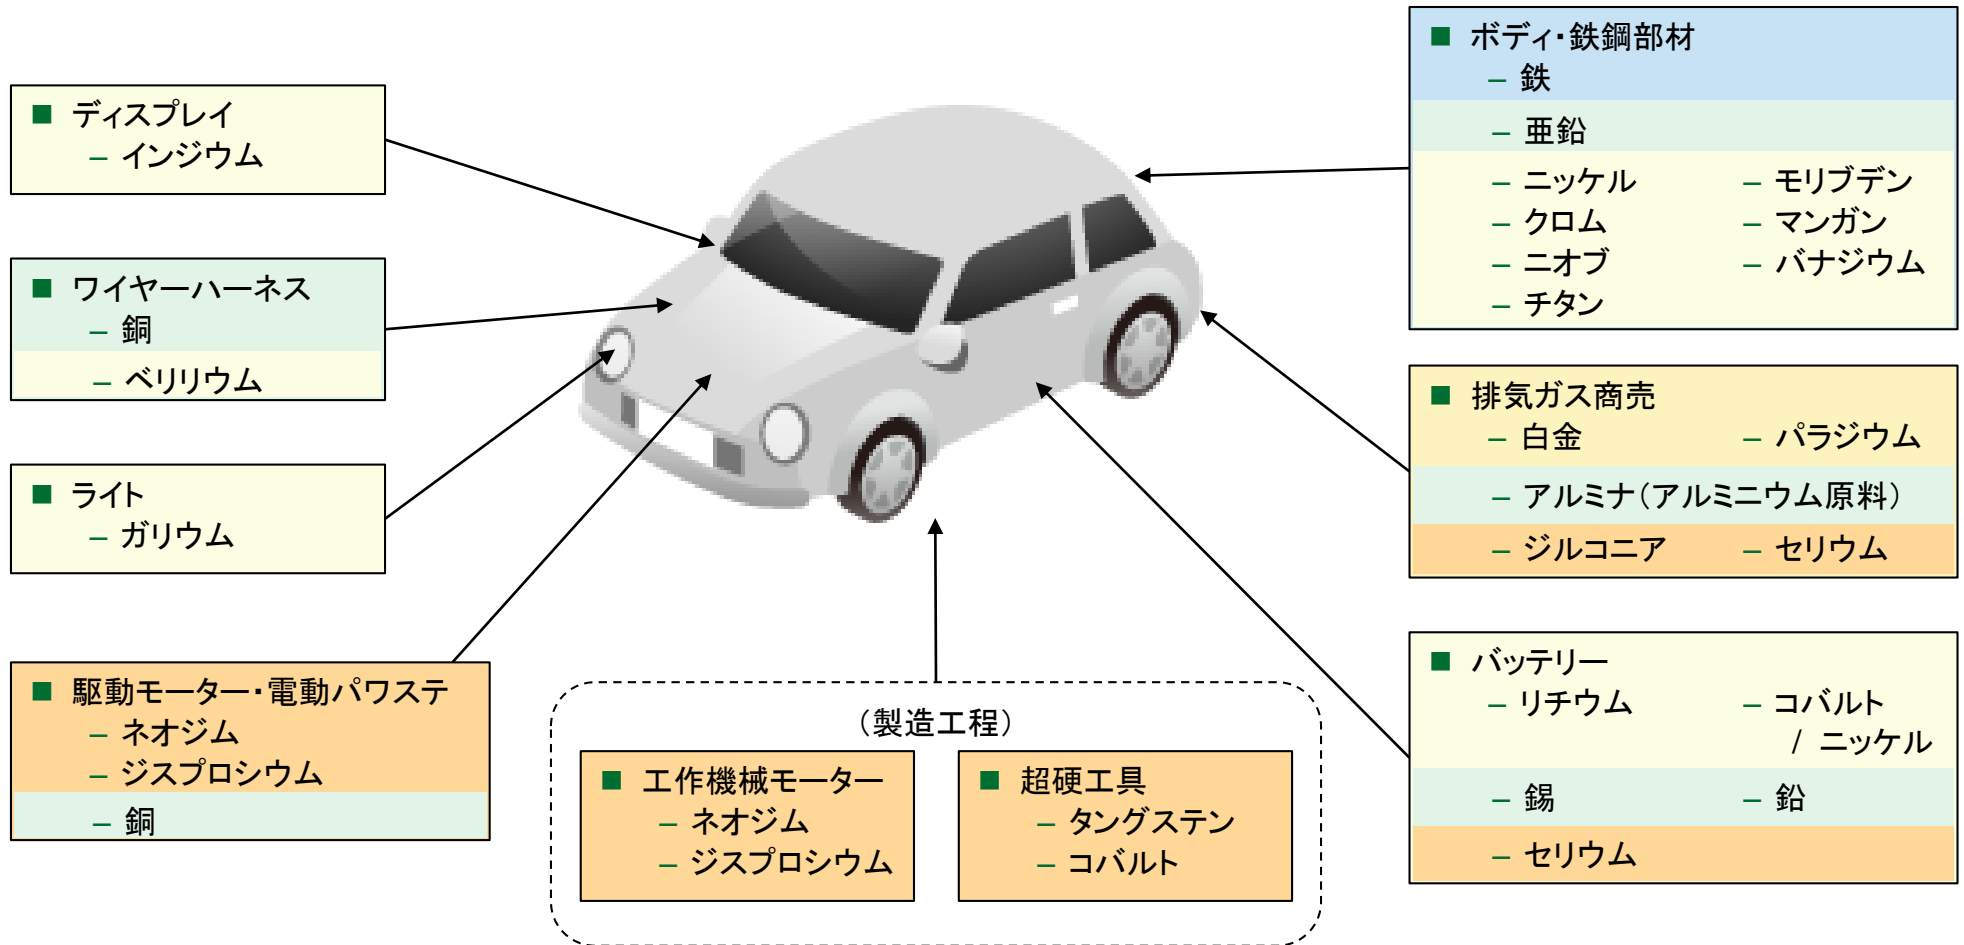 ■ ディスプレイ
– インジウム
■ ワイヤーハーネス
– 銅
– ベリリウム
■ ライト
– ガリウム
■ 駆動モーター・電動パワステ
– ネオジム
– ジスプロシウム
– 銅
（製造工程）
■ 工作機械モーター
– ネオジム
– ジスプロシウム
■ 超硬工具
– タングステン
– コバルト
■ ボディ・鉄鋼部材
– 鉄
– 亜鉛
– ニッケル – モリブデン
– クロム – マンガン
– ニオブ – バナジウム
– チタン
■ 排気ガス商売
– 白金 – パラジウム
– アルミナ（アルミニウム原料）
– ジルコニア – セリウム
■ バッテリー
– リチウム – コバルト
/ ニッケル
– 錫 – 鉛
– セリウム